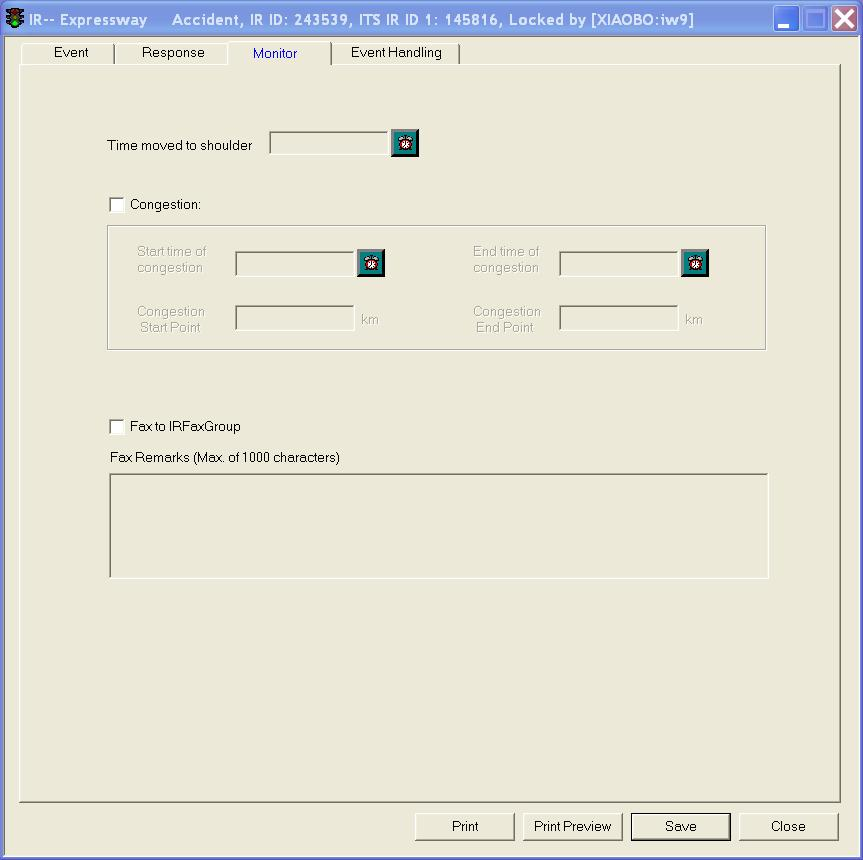 IR-- Expressway Accident, IR ID: 243539, ITS IR ID 1: 145816, Locked by [XIAOBO:iw9]
Event Response Monitor Event Handling
Time moved to shoulder
Congestion:
Start time of
congestion
End time of
congestion
Congestion
Start Point
km
Congestion
End Point
km
Fax to IRFaxGroup
Fax Remarks (Max. of 1000 characters)
Print Print Preview Save Close